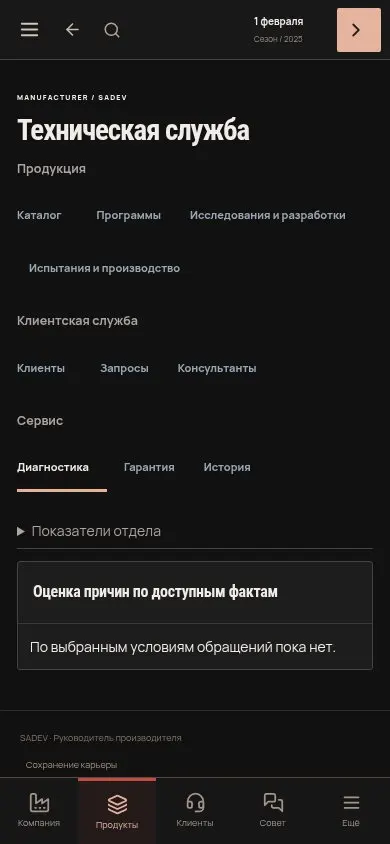 1 февраля
Сезон / 2025
MANUFACTURER / SADEV
Техническая служба
Продукция
Каталог Программы Исследования и разработки
Испытания и производство
Клиентская служба
Клиенты Запросы Консультанты
Сервис
Диагностика Гарантия История
▶ Показатели отдела
Оценка причин по доступным фактам
По выбранным условиям обращений пока нет.
SADEV · Руководитель производителя
Сохранение карьеры
Компания Продукты Клиенты Совет Ещё